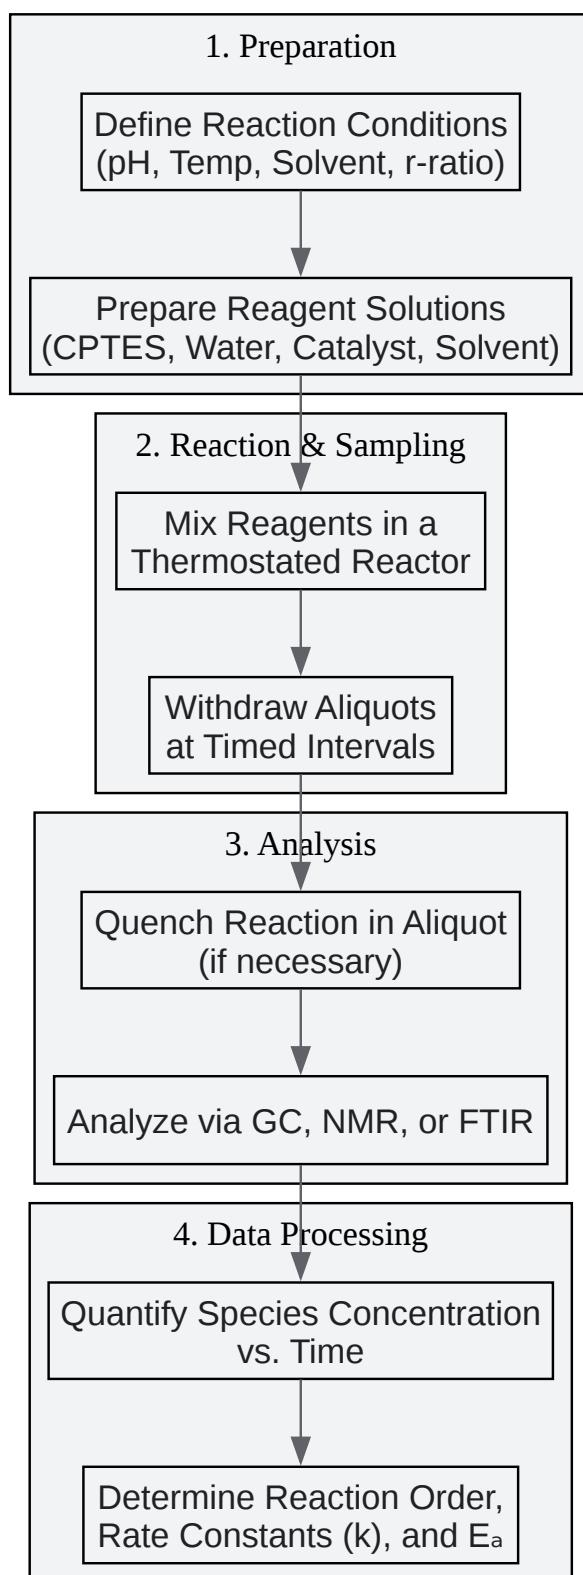 1. Preparation
Define Reaction Conditions
(pH, Temp, Solvent, r-ratio)
Prepare Reagent Solutions
(CPTES, Water, Catalyst, Solvent)
2. Reaction & Sampling
Mix Reagents in a
Thermostated Reactor
Withdraw Aliquots
at Timed Intervals
3. Analysis
Quench Reaction in Aliquot
(if necessary)
Analyze via GC, NMR, or FTIR
4. Data Processing
Quantify Species Concentration
vs. Time
Determine Reaction Order,
Rate Constants (k), and Eₐ